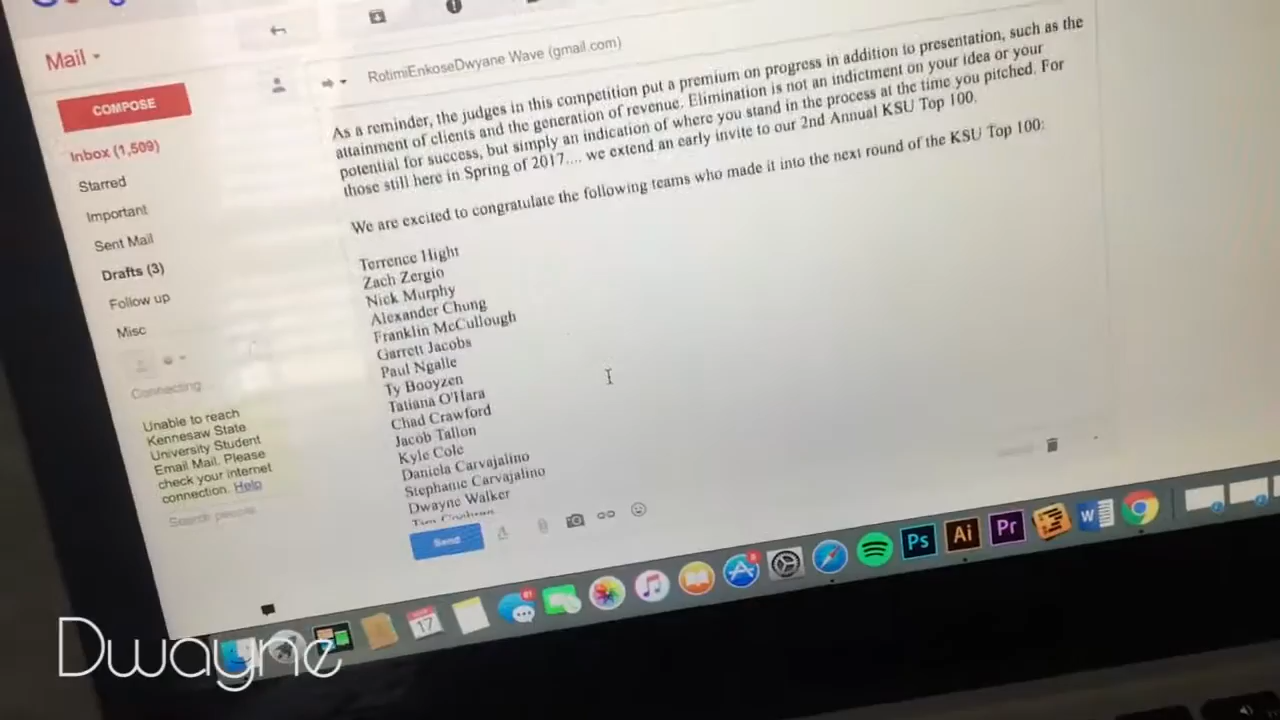 Mail
RotimiEnkoseDwyane Wave (gmail.com)
COMPOSE
Inbox (1,509)
Starred
Important
Sent Mail
Drafts (3)
Follow up
Misc
Connecting
Unable to reach
Kennesaw State
University Student
Email Mail. Please
check your internet
connection. Help
Search people
As a reminder, the judges in this competition put a premium on progress in addition to presentation, such as the
attainment of clients and the generation of revenue. Elimination is not an indictment on your idea or your
potential for success, but simply an indication of where you stand in the process at the time you pitched. For
those still here in Spring of 2017.... we extend an early invite to our 2nd Annual KSU Top 100.
We are excited to congratulate the following teams who made it into the next round of the KSU Top 100:
Terrence Hight
Zach Zergio
Nick Murphy
Alexander Chung
Franklin McCullough
Garrett Jacobs
Paul Ngalle
Ty Booyzen
Tatiana O'Hara
Chad Crawford
Jacob Tallon
Kyle Cole
Daniela Carvajalino
Stephanie Carvajalino
Dwayne Walker
Send
17
Ps
Ai
Pr
W
Dwayne